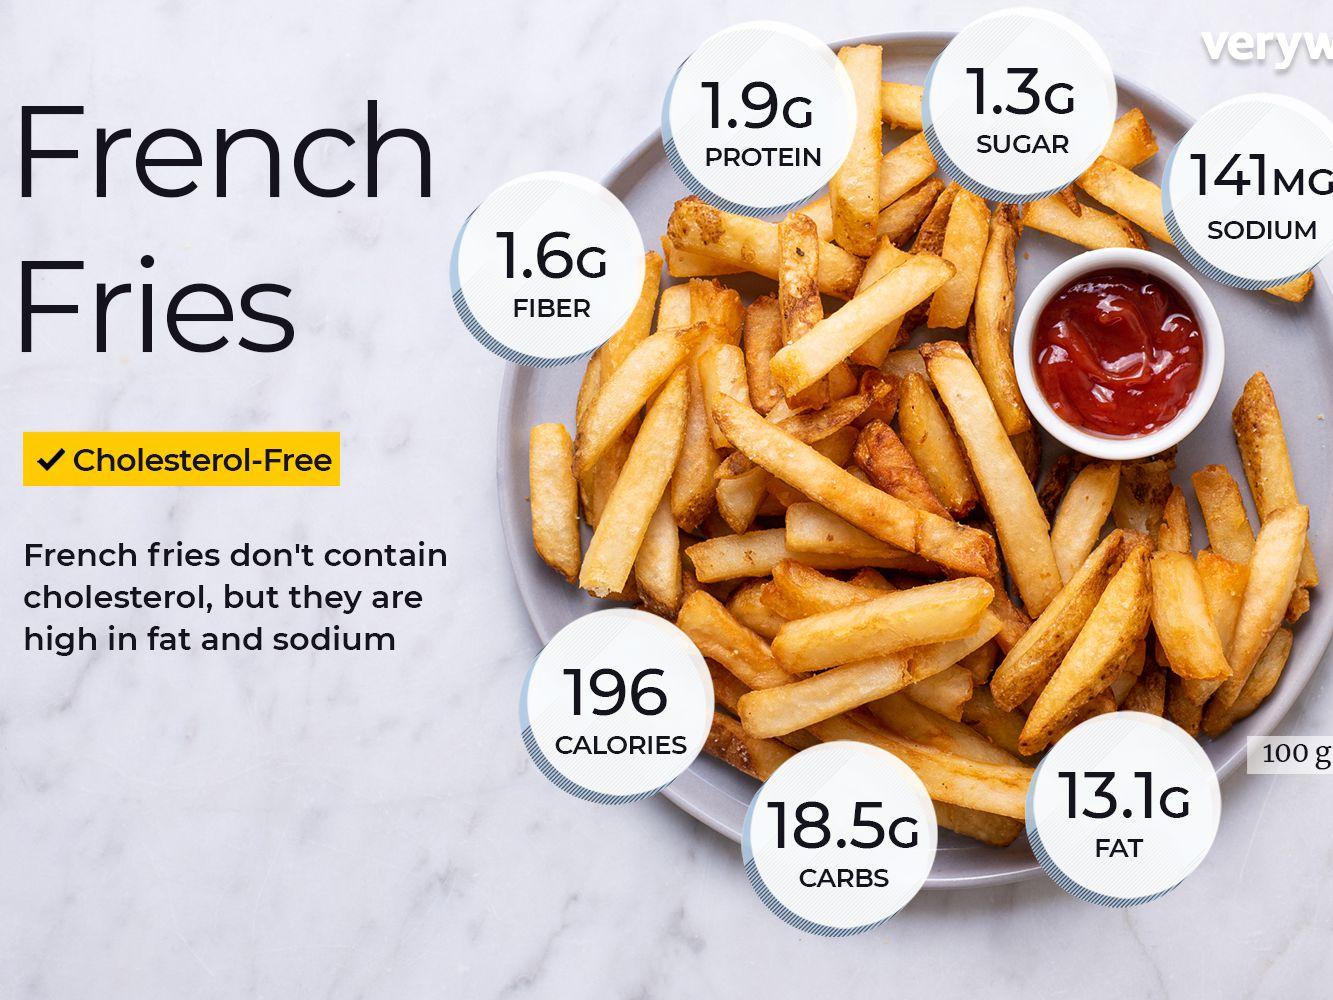 French
Fries
✓ Cholesterol-Free
French fries don't contain
cholesterol, but they are
high in fat and sodium
1.6G
FIBER
1.9G
PROTEIN
1.3G
SUGAR
141MG
SODIUM
196
CALORIES
18.5G
CARBS
13.1G
FAT
100 g